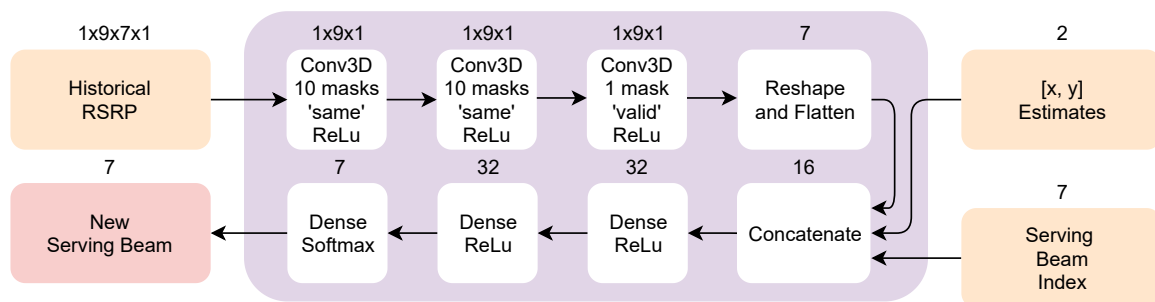 1x9x7x1
Historical
RSRP
1x9x1
Conv3D
10 masks
'same'
ReLu
1x9x1
Conv3D
10 masks
'same'
ReLu
1x9x1
Conv3D
1 mask
'valid'
ReLu
7
Reshape
and Flatten
2
[x, y]
Estimates
7
New
Serving Beam
7
Dense
Softmax
32
Dense
ReLu
32
Dense
ReLu
16
Concatenate
7
Serving
Beam
Index